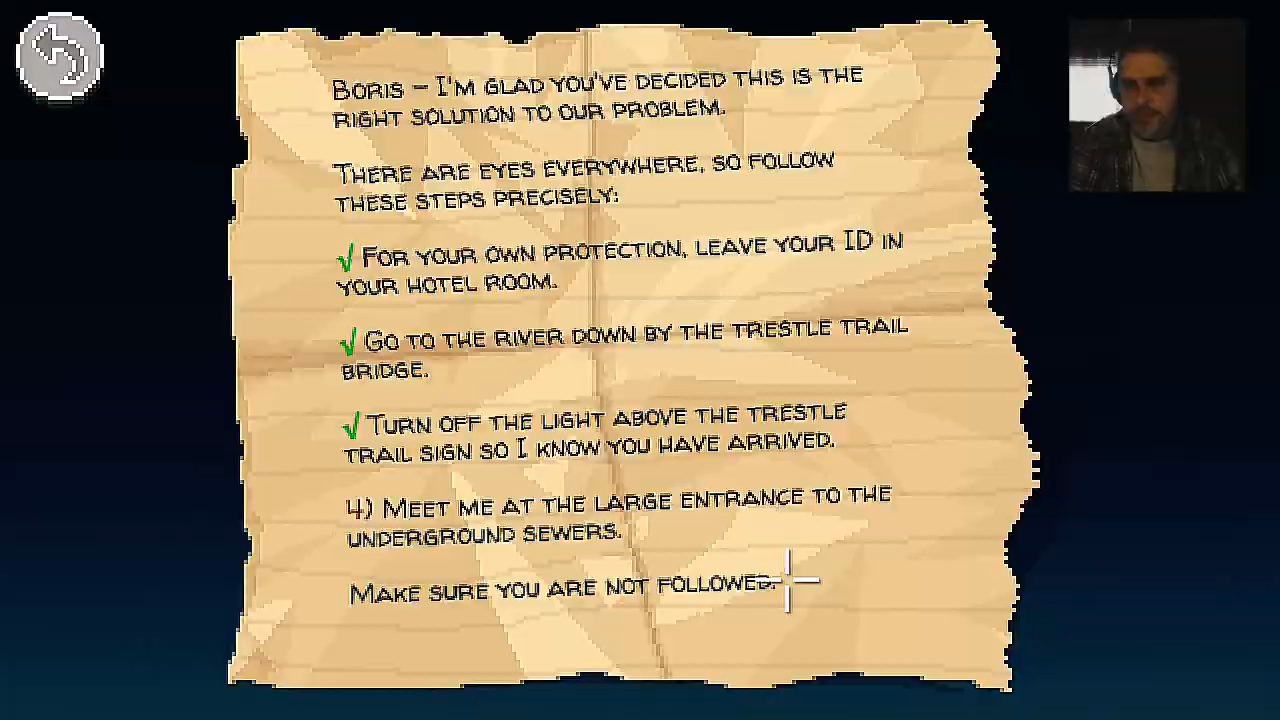 Boris – I'm glad you've decided this is the
right solution to our problem.
There are eyes everywhere, so follow
these steps precisely:
√ For your own protection, leave your ID in
your hotel room.
√ Go to the river down by the trestle trail
bridge.
√ Turn off the light above the trestle
trail sign so I know you have arrived.
4) Meet me at the large entrance to the
underground sewers.
Make sure you are not followed.